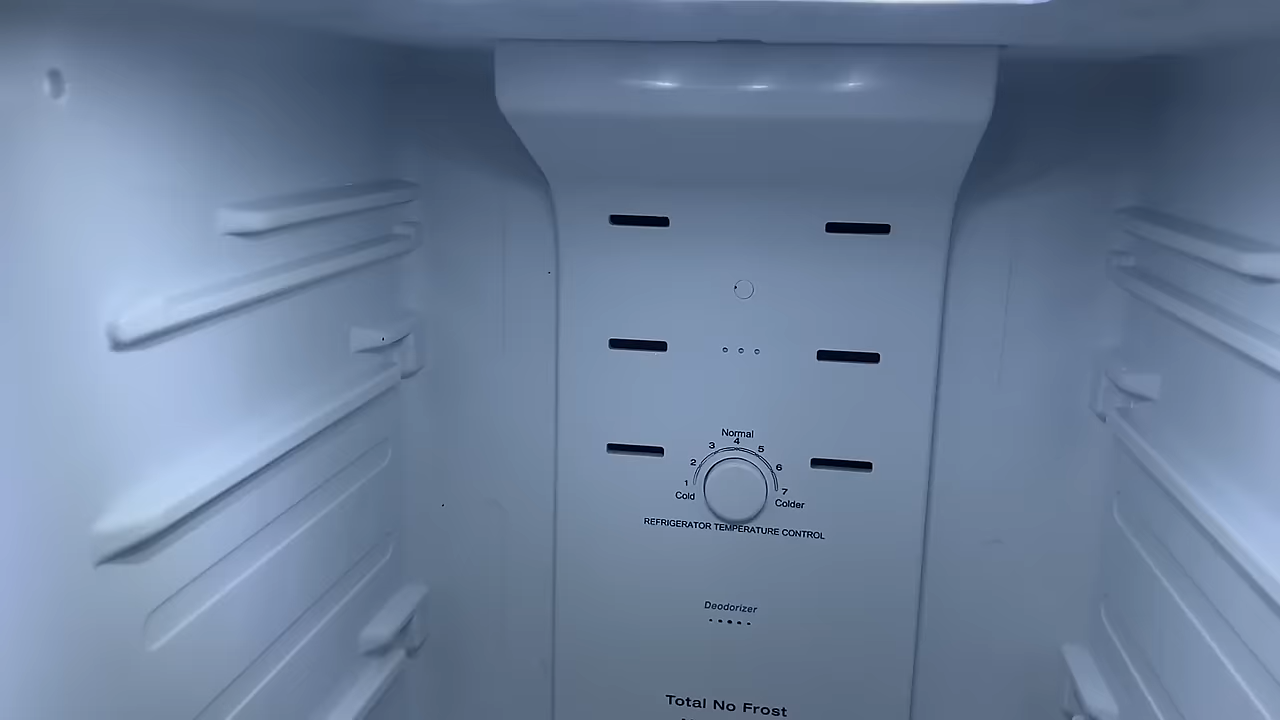 Normal
1 2 3 4 5 6 7
Cold Colder
REFRIGERATOR TEMPERATURE CONTROL
Deodorizer
Total No Frost